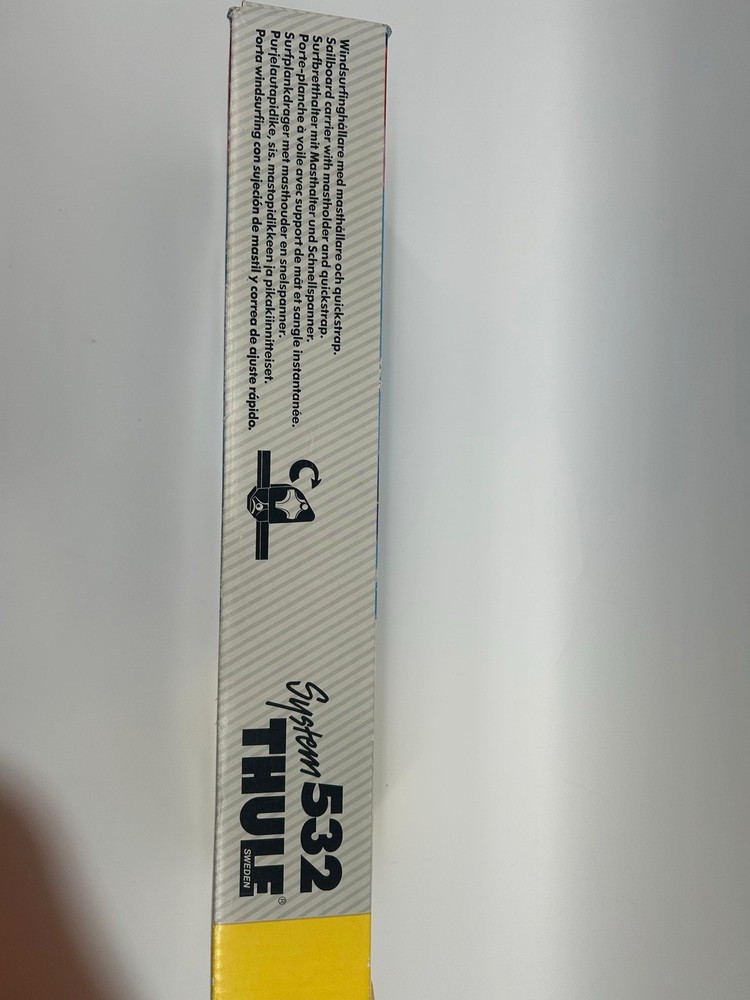 Windsurfinghållare med masthållare och quickstrap.
Sailboard carrier with mastholder and quickstrap.
Surfbretthalter mit Masthalter und Schnellspanner.
Porte-planche à voile avec support de mât et sangle instantanée.
Surfplankdrager met masthouder en snelspanner.
Purjelautapidike, sis. mastopidikkeen ja pikakiinnitteiset.
Porta windsurfing con sujeción de mastil y correa de ajuste rápido.
System 532
THULE®
SWEDEN